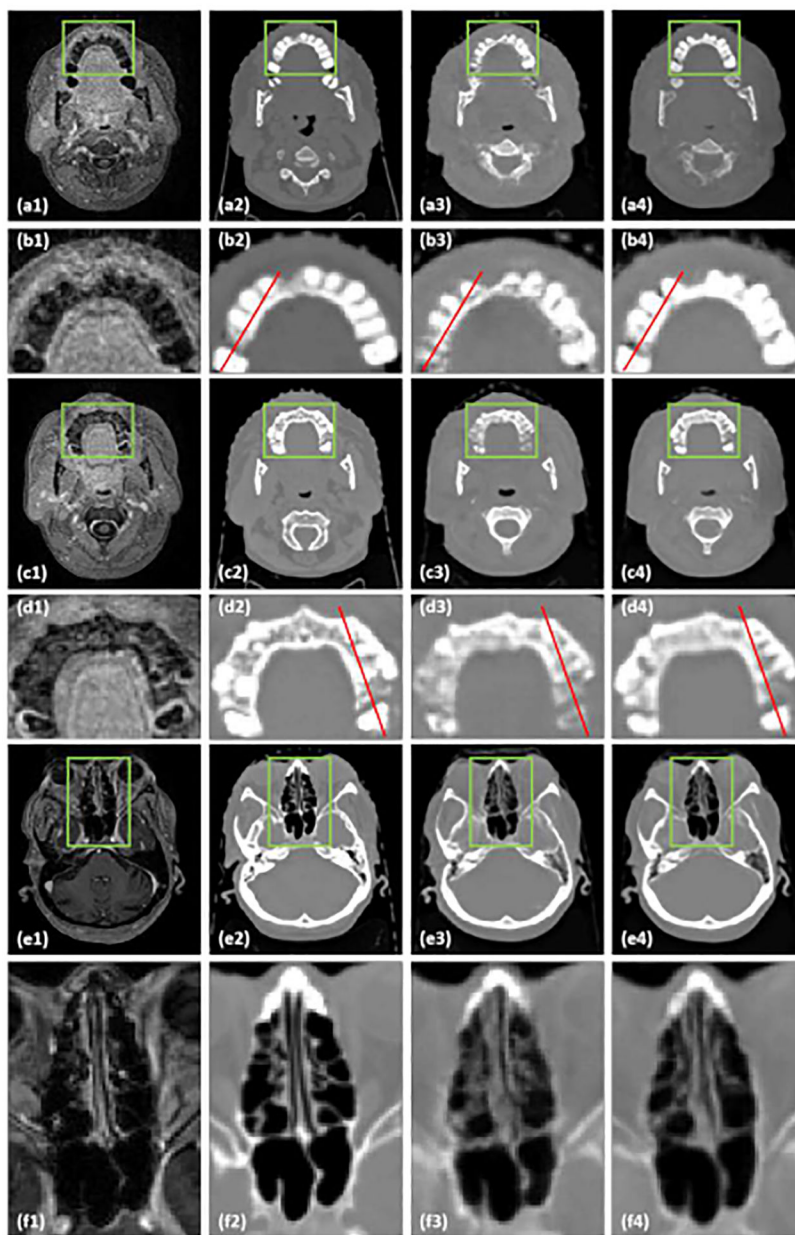 (a1) (a2) (a3) (a4)
(b1) (b2) (b3) (b4)
(c1) (c2) (c3) (c4)
(d1) (d2) (d3) (d4)
(e1) (e2) (e3) (e4)
(f1) (f2) (f3) (f4)